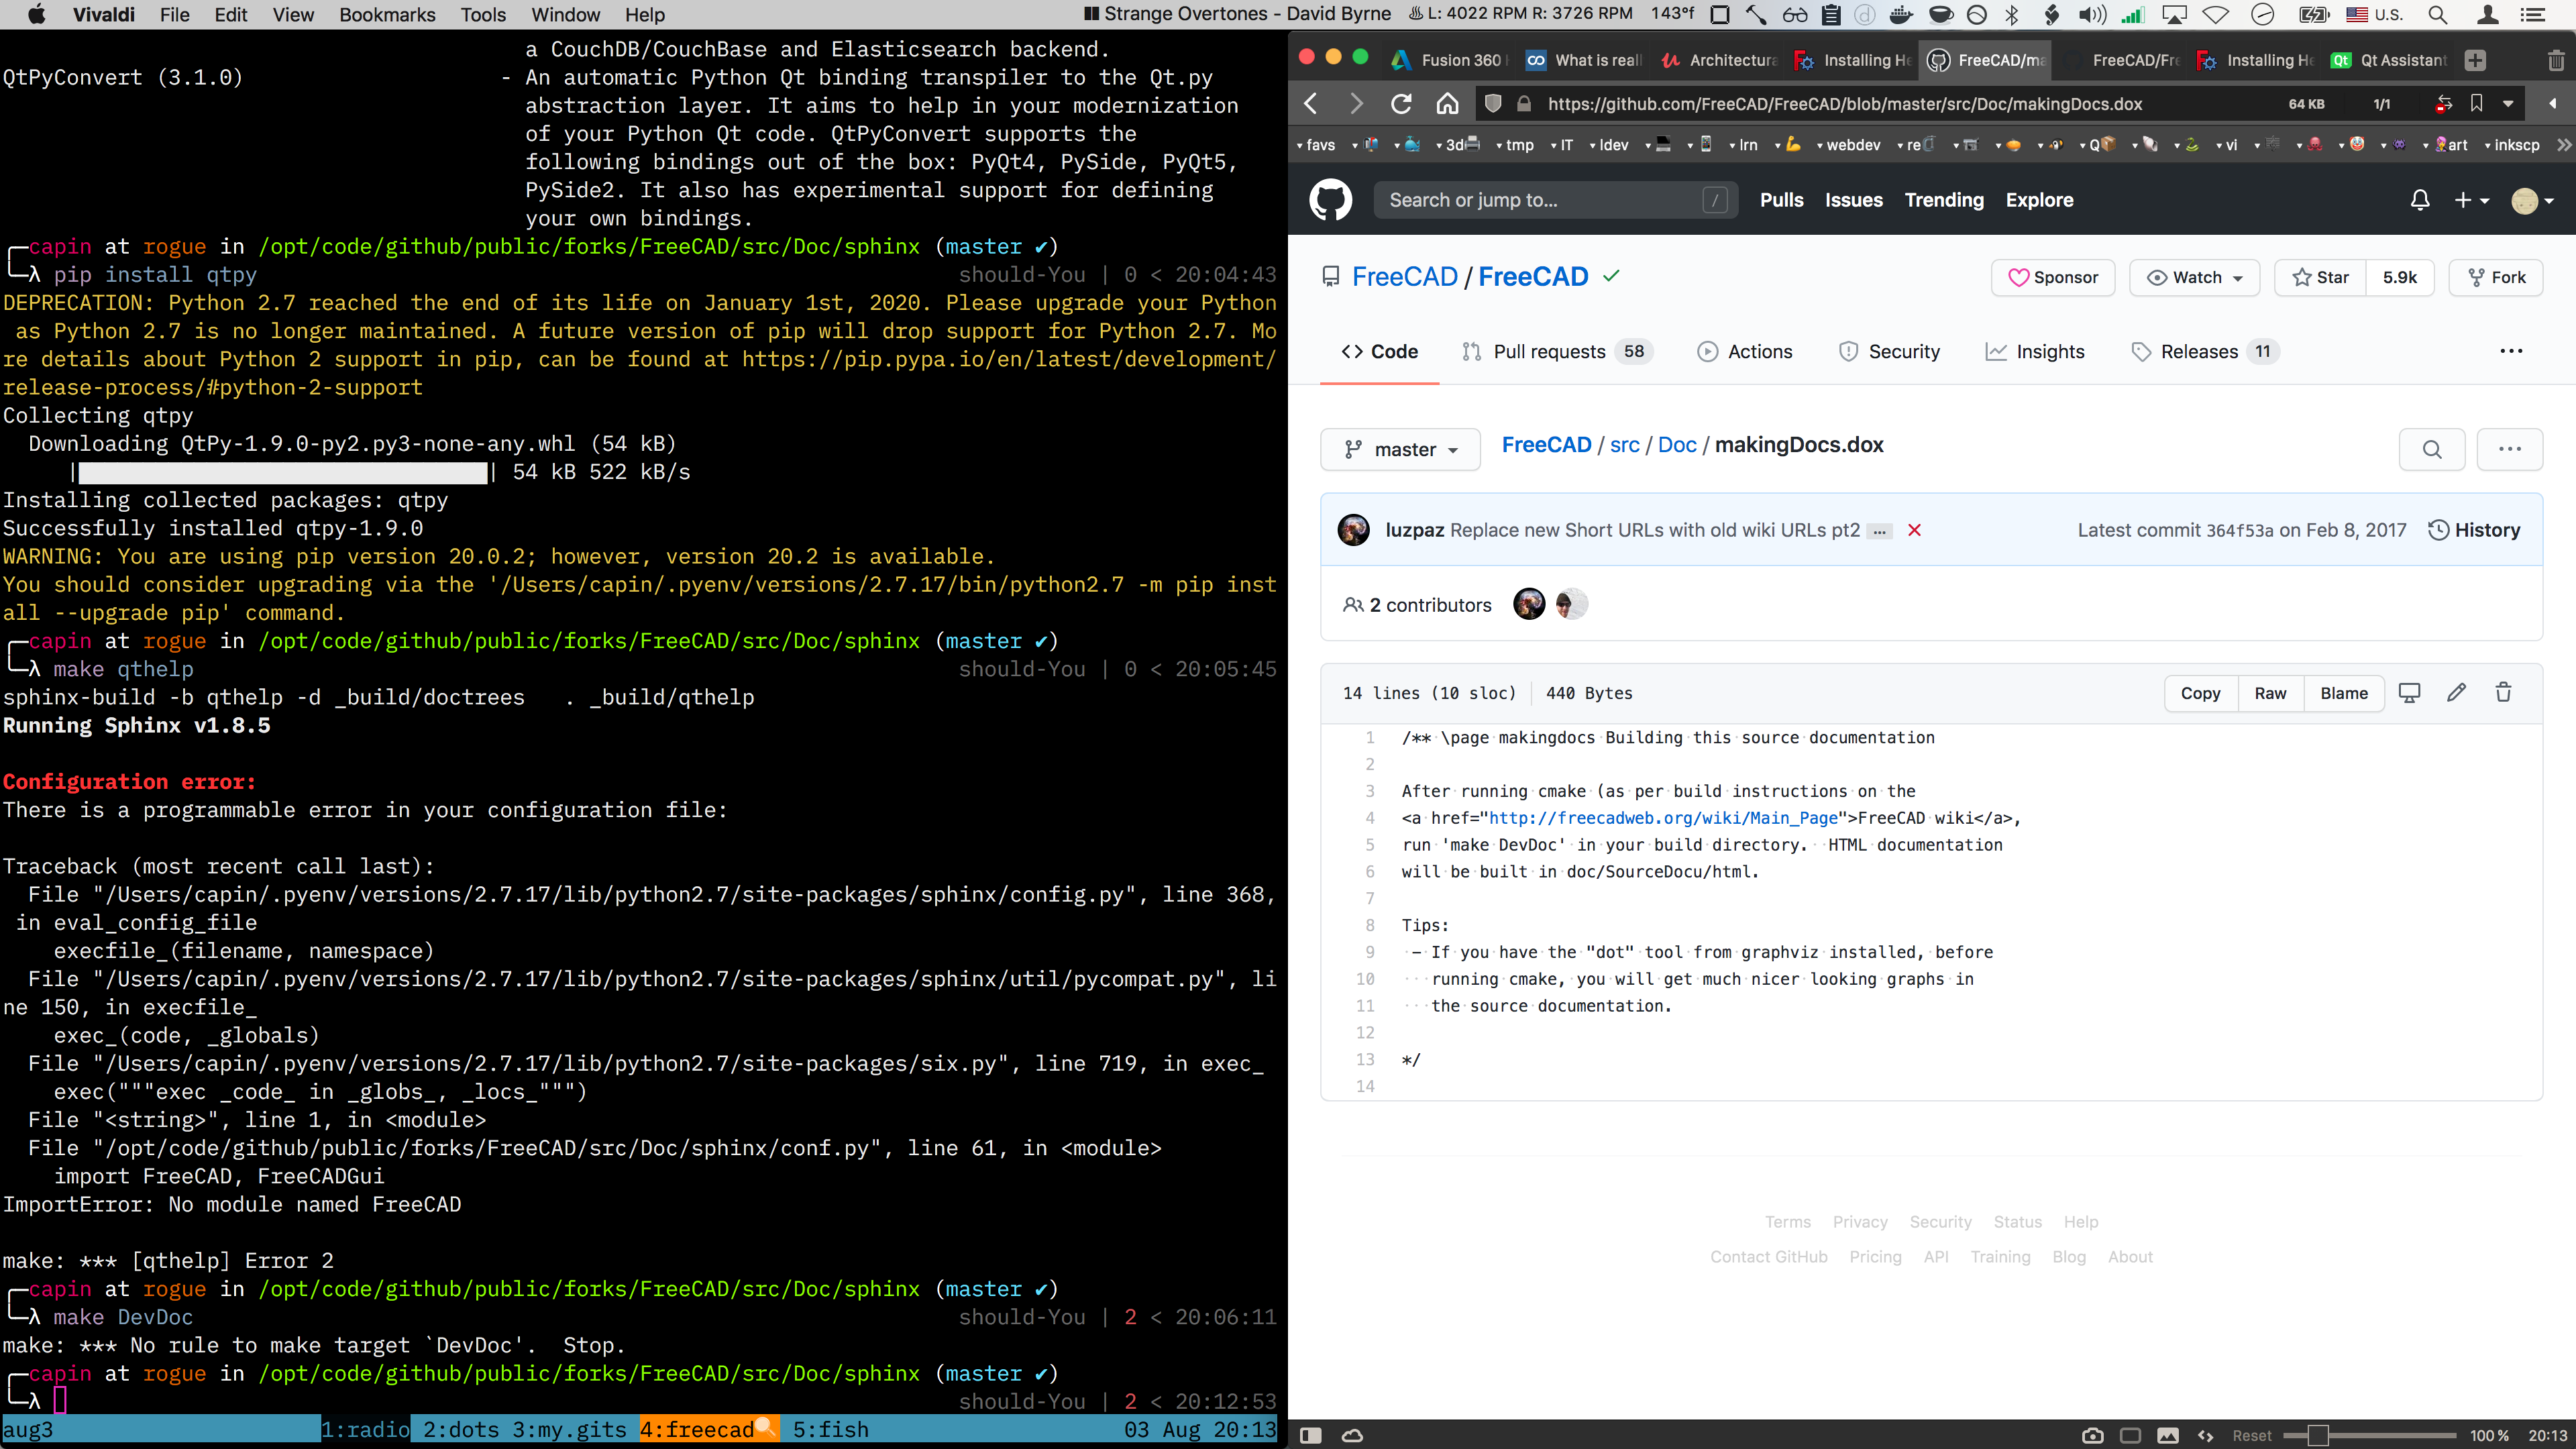 Vivaldi File Edit View Bookmarks Tools Window Help
Strange Overtones - David Byrne L: 4022 RPM R: 3726 RPM 143°f U.S.
a CouchDB/CouchBase and Elasticsearch backend.
QtPyConvert (3.1.0) - An automatic Python Qt binding transpiler to the Qt.py
abstraction layer. It aims to help in your modernization
of your Python Qt code. QtPyConvert supports the
following bindings out of the box: PyQt4, PySide, PyQt5,
PySide2. It also has experimental support for defining
your own bindings.
╭─capin at rogue in /opt/code/github/public/forks/FreeCAD/src/Doc/sphinx (master ✔)
╰─λ pip install qtpy should-You | 0 < 20:04:43
DEPRECATION: Python 2.7 reached the end of its life on January 1st, 2020. Please upgrade your Python
as Python 2.7 is no longer maintained. A future version of pip will drop support for Python 2.7. Mo
re details about Python 2 support in pip, can be found at https://pip.pypa.io/en/latest/development/
release-process/#python-2-support
Collecting qtpy
Downloading QtPy-1.9.0-py2.py3-none-any.whl (54 kB)
|████████████████████████████████| 54 kB 522 kB/s
Installing collected packages: qtpy
Successfully installed qtpy-1.9.0
WARNING: You are using pip version 20.0.2; however, version 20.2 is available.
You should consider upgrading via the '/Users/capin/.pyenv/versions/2.7.17/bin/python2.7 -m pip inst
all --upgrade pip' command.
╭─capin at rogue in /opt/code/github/public/forks/FreeCAD/src/Doc/sphinx (master ✔)
╰─λ make qthelp should-You | 0 < 20:05:45
sphinx-build -b qthelp -d _build/doctrees . _build/qthelp
Running Sphinx v1.8.5
Configuration error:
There is a programmable error in your configuration file:
Traceback (most recent call last):
File "/Users/capin/.pyenv/versions/2.7.17/lib/python2.7/site-packages/sphinx/config.py", line 368,
in eval_config_file
execfile_(filename, namespace)
File "/Users/capin/.pyenv/versions/2.7.17/lib/python2.7/site-packages/sphinx/util/pycompat.py", li
ne 150, in execfile_
exec_(code, _globals)
File "/Users/capin/.pyenv/versions/2.7.17/lib/python2.7/site-packages/six.py", line 719, in exec_
exec("""exec _code_ in _globs_, _locs_""")
File "<string>", line 1, in <module>
File "/opt/code/github/public/forks/FreeCAD/src/Doc/sphinx/conf.py", line 61, in <module>
import FreeCAD, FreeCADGui
ImportError: No module named FreeCAD
make: *** [qthelp] Error 2
╭─capin at rogue in /opt/code/github/public/forks/FreeCAD/src/Doc/sphinx (master ✔)
╰─λ make DevDoc should-You | 2 < 20:06:11
make: *** No rule to make target `DevDoc'. Stop.
╭─capin at rogue in /opt/code/github/public/forks/FreeCAD/src/Doc/sphinx (master ✔)
╰─λ should-You | 2 < 20:12:53
aug3 1:radio 2:dots 3:my.gits 4:freecad 5:fish 03 Aug 20:13
Fusion 360 What is reall Architectura Installing He FreeCAD/ma FreeCAD/Fre Installing He Qt Assistant
https://github.com/FreeCAD/FreeCAD/blob/master/src/Doc/makingDocs.dox 64 KB 1/1
favs 3d tmp IT ldev lrn webdev re Q vi art inkscp
Search or jump to... / Pulls Issues Trending Explore
FreeCAD / FreeCAD Sponsor Watch Star 5.9k Fork
Code Pull requests 58 Actions Security Insights Releases 11
master FreeCAD / src / Doc / makingDocs.dox
luzpaz Replace new Short URLs with old wiki URLs pt2 … Latest commit 364f53a on Feb 8, 2017 History
2 contributors
14 lines (10 sloc) 440 Bytes Copy Raw Blame
1 /** \page makingdocs Building this source documentation
2
3 After running cmake (as per build instructions on the
4 <a href="http://freecadweb.org/wiki/Main_Page">FreeCAD wiki</a>,
5 run 'make DevDoc' in your build directory. HTML documentation
6 will be built in doc/SourceDocu/html.
7
8 Tips:
9 - If you have the "dot" tool from graphviz installed, before
10 running cmake, you will get much nicer looking graphs in
11 the source documentation.
12
13 */
14
Terms Privacy Security Status Help
Contact GitHub Pricing API Training Blog About
Reset 100 % 20:13